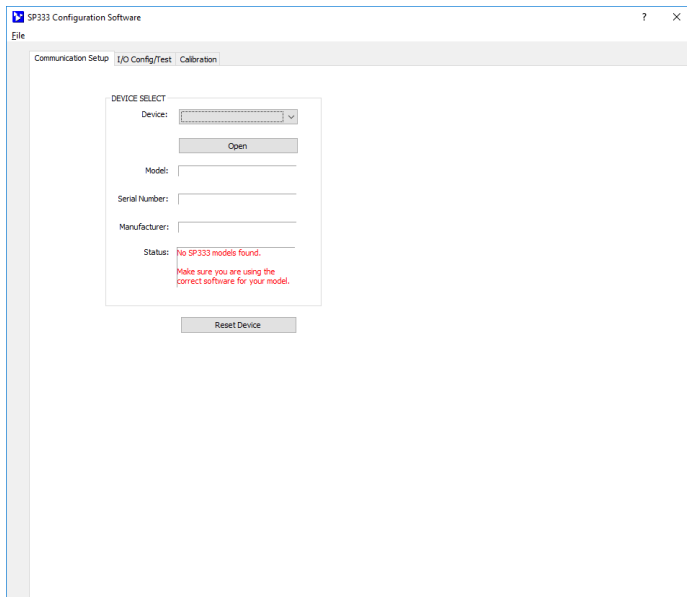 SP333 Configuration Software
File
Communication Setup I/O Config/Test Calibration
DEVICE SELECT
Device:
Open
Model:
Serial Number:
Manufacturer:
Status: No SP333 models found.
Make sure you are using the
correct software for your model.
Reset Device